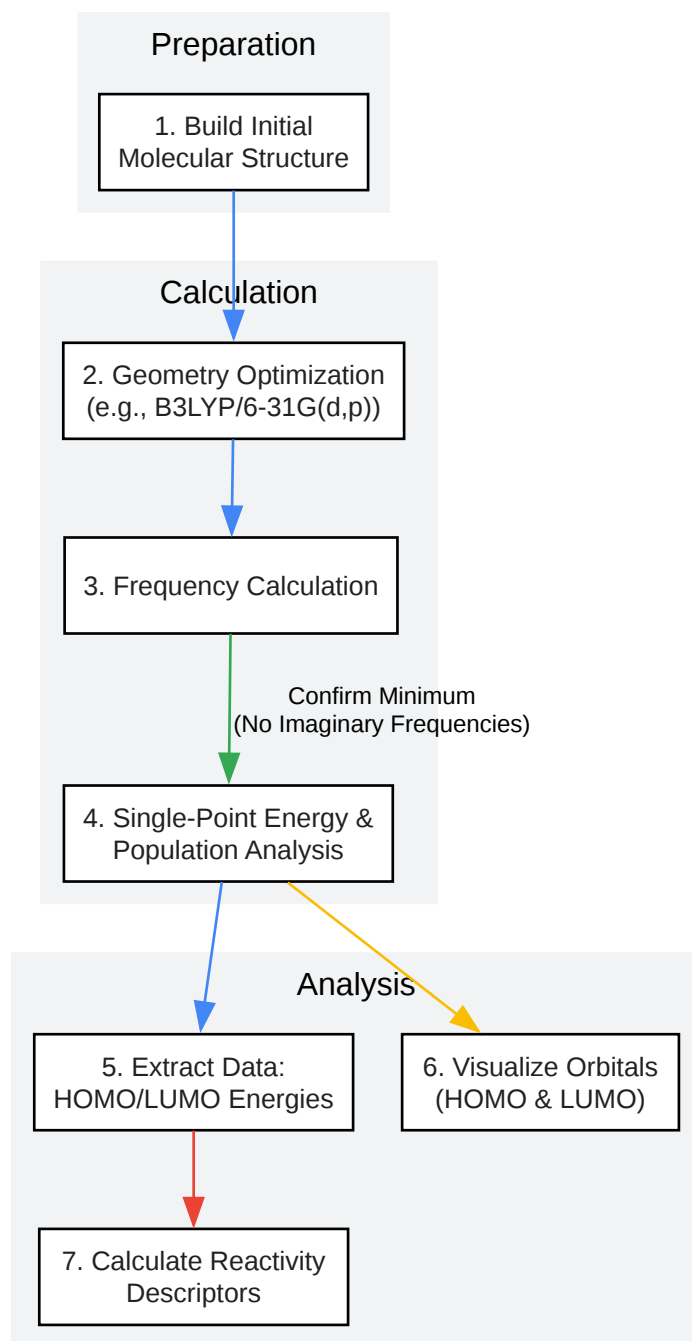 Preparation
1. Build Initial
Molecular Structure
Calculation
2. Geometry Optimization
(e.g., B3LYP/6-31G(d,p))
3. Frequency Calculation
Confirm Minimum
(No Imaginary Frequencies)
4. Single-Point Energy &
Population Analysis
Analysis
5. Extract Data:
HOMO/LUMO Energies
6. Visualize Orbitals
(HOMO & LUMO)
7. Calculate Reactivity
Descriptors